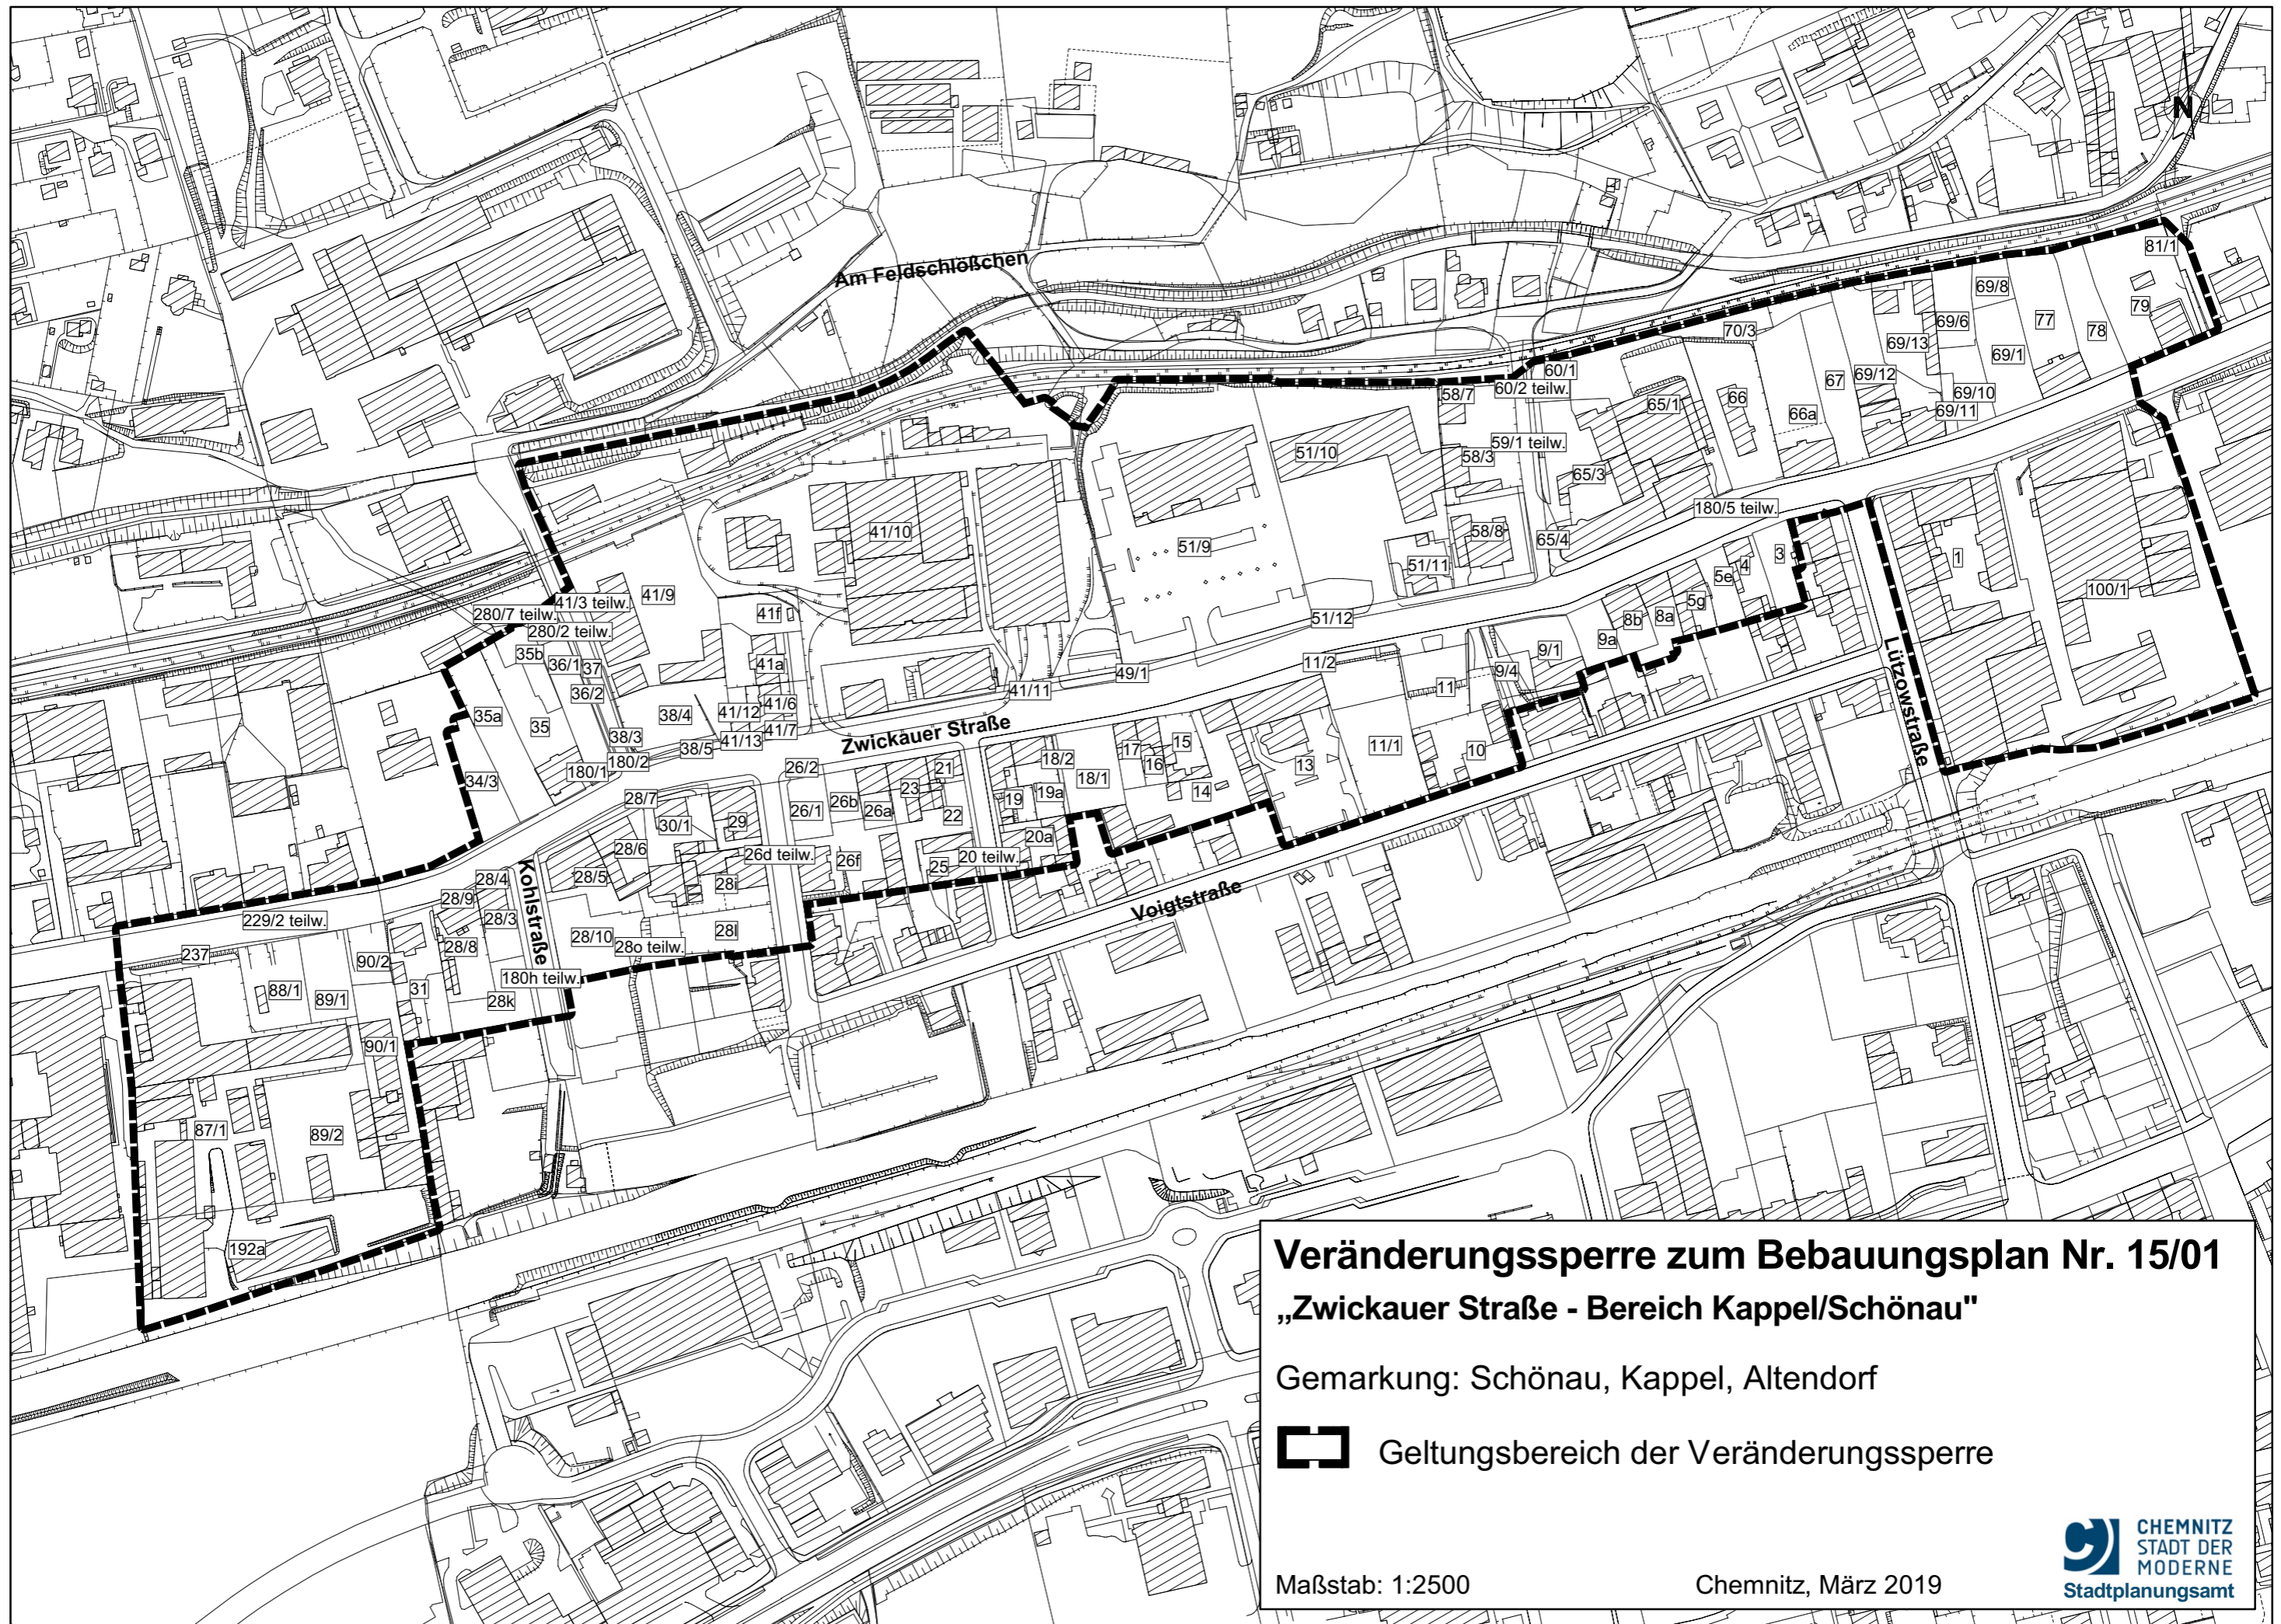 N
Am Feldschlößchen
81/1
69/8
79
69/6
77
78
70/3
69/13
69/1
60/1
67
69/12
60/2 teilw.
58/7
69/10
66
65/1
69/11
66a
59/1 teilw.
51/10
58/3
65/3
180/5 teilw.
41/10
58/8
65/4
51/9
3
1
51/11
4
5e
100/1
41/9
41/3 teilw.
280/7 teilw.
41f
5g
8a
51/12
8b
280/2 teilw.
9a
35b
9/1
36/1
37
41a
11/2
49/1
9/4
Lützowstraße
36/2
41/11
11
41/6
41/12
35a
38/4
35
Zwickauer Straße
41/7
38/3
41/13
38/5
15
11/1
17
10
18/2
180/2
16
13
26/2
21
180/1
34/3
18/1
23
14
19a
28/7
19
26b
26/1
26a
22
29
30/1
20a
28/6
26d teilw.
20 teilw.
26f
25
28/5
28/4
28i
Voigtstraße
28/9
Kohlstraße
28/3
229/2 teilw.
28l
28/10
28o teilw.
28/8
237
90/2
180h teilw.
31
88/1
89/1
28k
90/1
87/1
89/2
192a
Veränderungssperre zum Bebauungsplan Nr. 15/01
„Zwickauer Straße - Bereich Kappel/Schönau"
Gemarkung: Schönau, Kappel, Altendorf
Geltungsbereich der Veränderungssperre
Maßstab: 1:2500
Chemnitz, März 2019
CHEMNITZ
STADT DER
MODERNE
Stadtplanungsamt